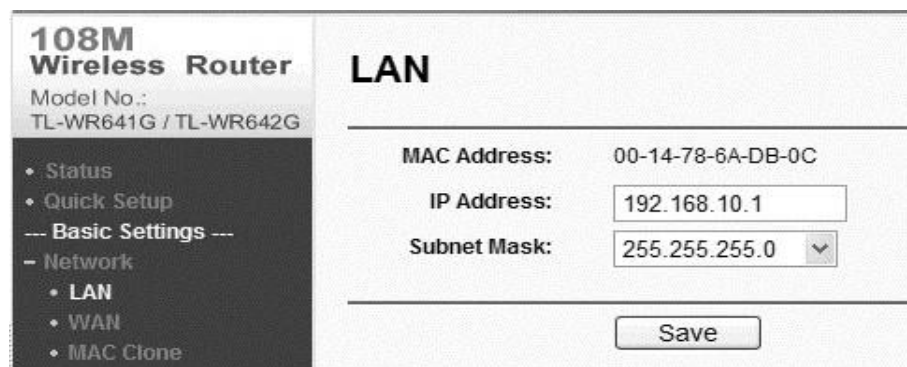 108M
Wireless Router
Model No.:
TL-WR641G / TL-WR642G
• Status
• Quick Setup
--- Basic Settings ---
– Network
• LAN
• WAN
• MAC Clone
LAN
MAC Address: 00-14-78-6A-DB-0C
IP Address: 192.168.10.1
Subnet Mask: 255.255.255.0
Save